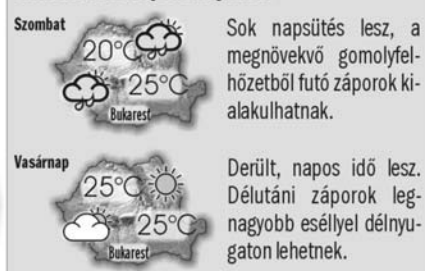 Szombat
20°C
25°C
Bukarest
Sok napsütés lesz, a
megnövekvő gomolyfel-
hőzetből futó záporok ki-
alakulhatnak.
Vasárnap
25°C
25°C
Bukarest
Derült, napos idő lesz.
Délutáni záporok leg-
nagyobb eséllyel délnyu-
gaton lehetnek.